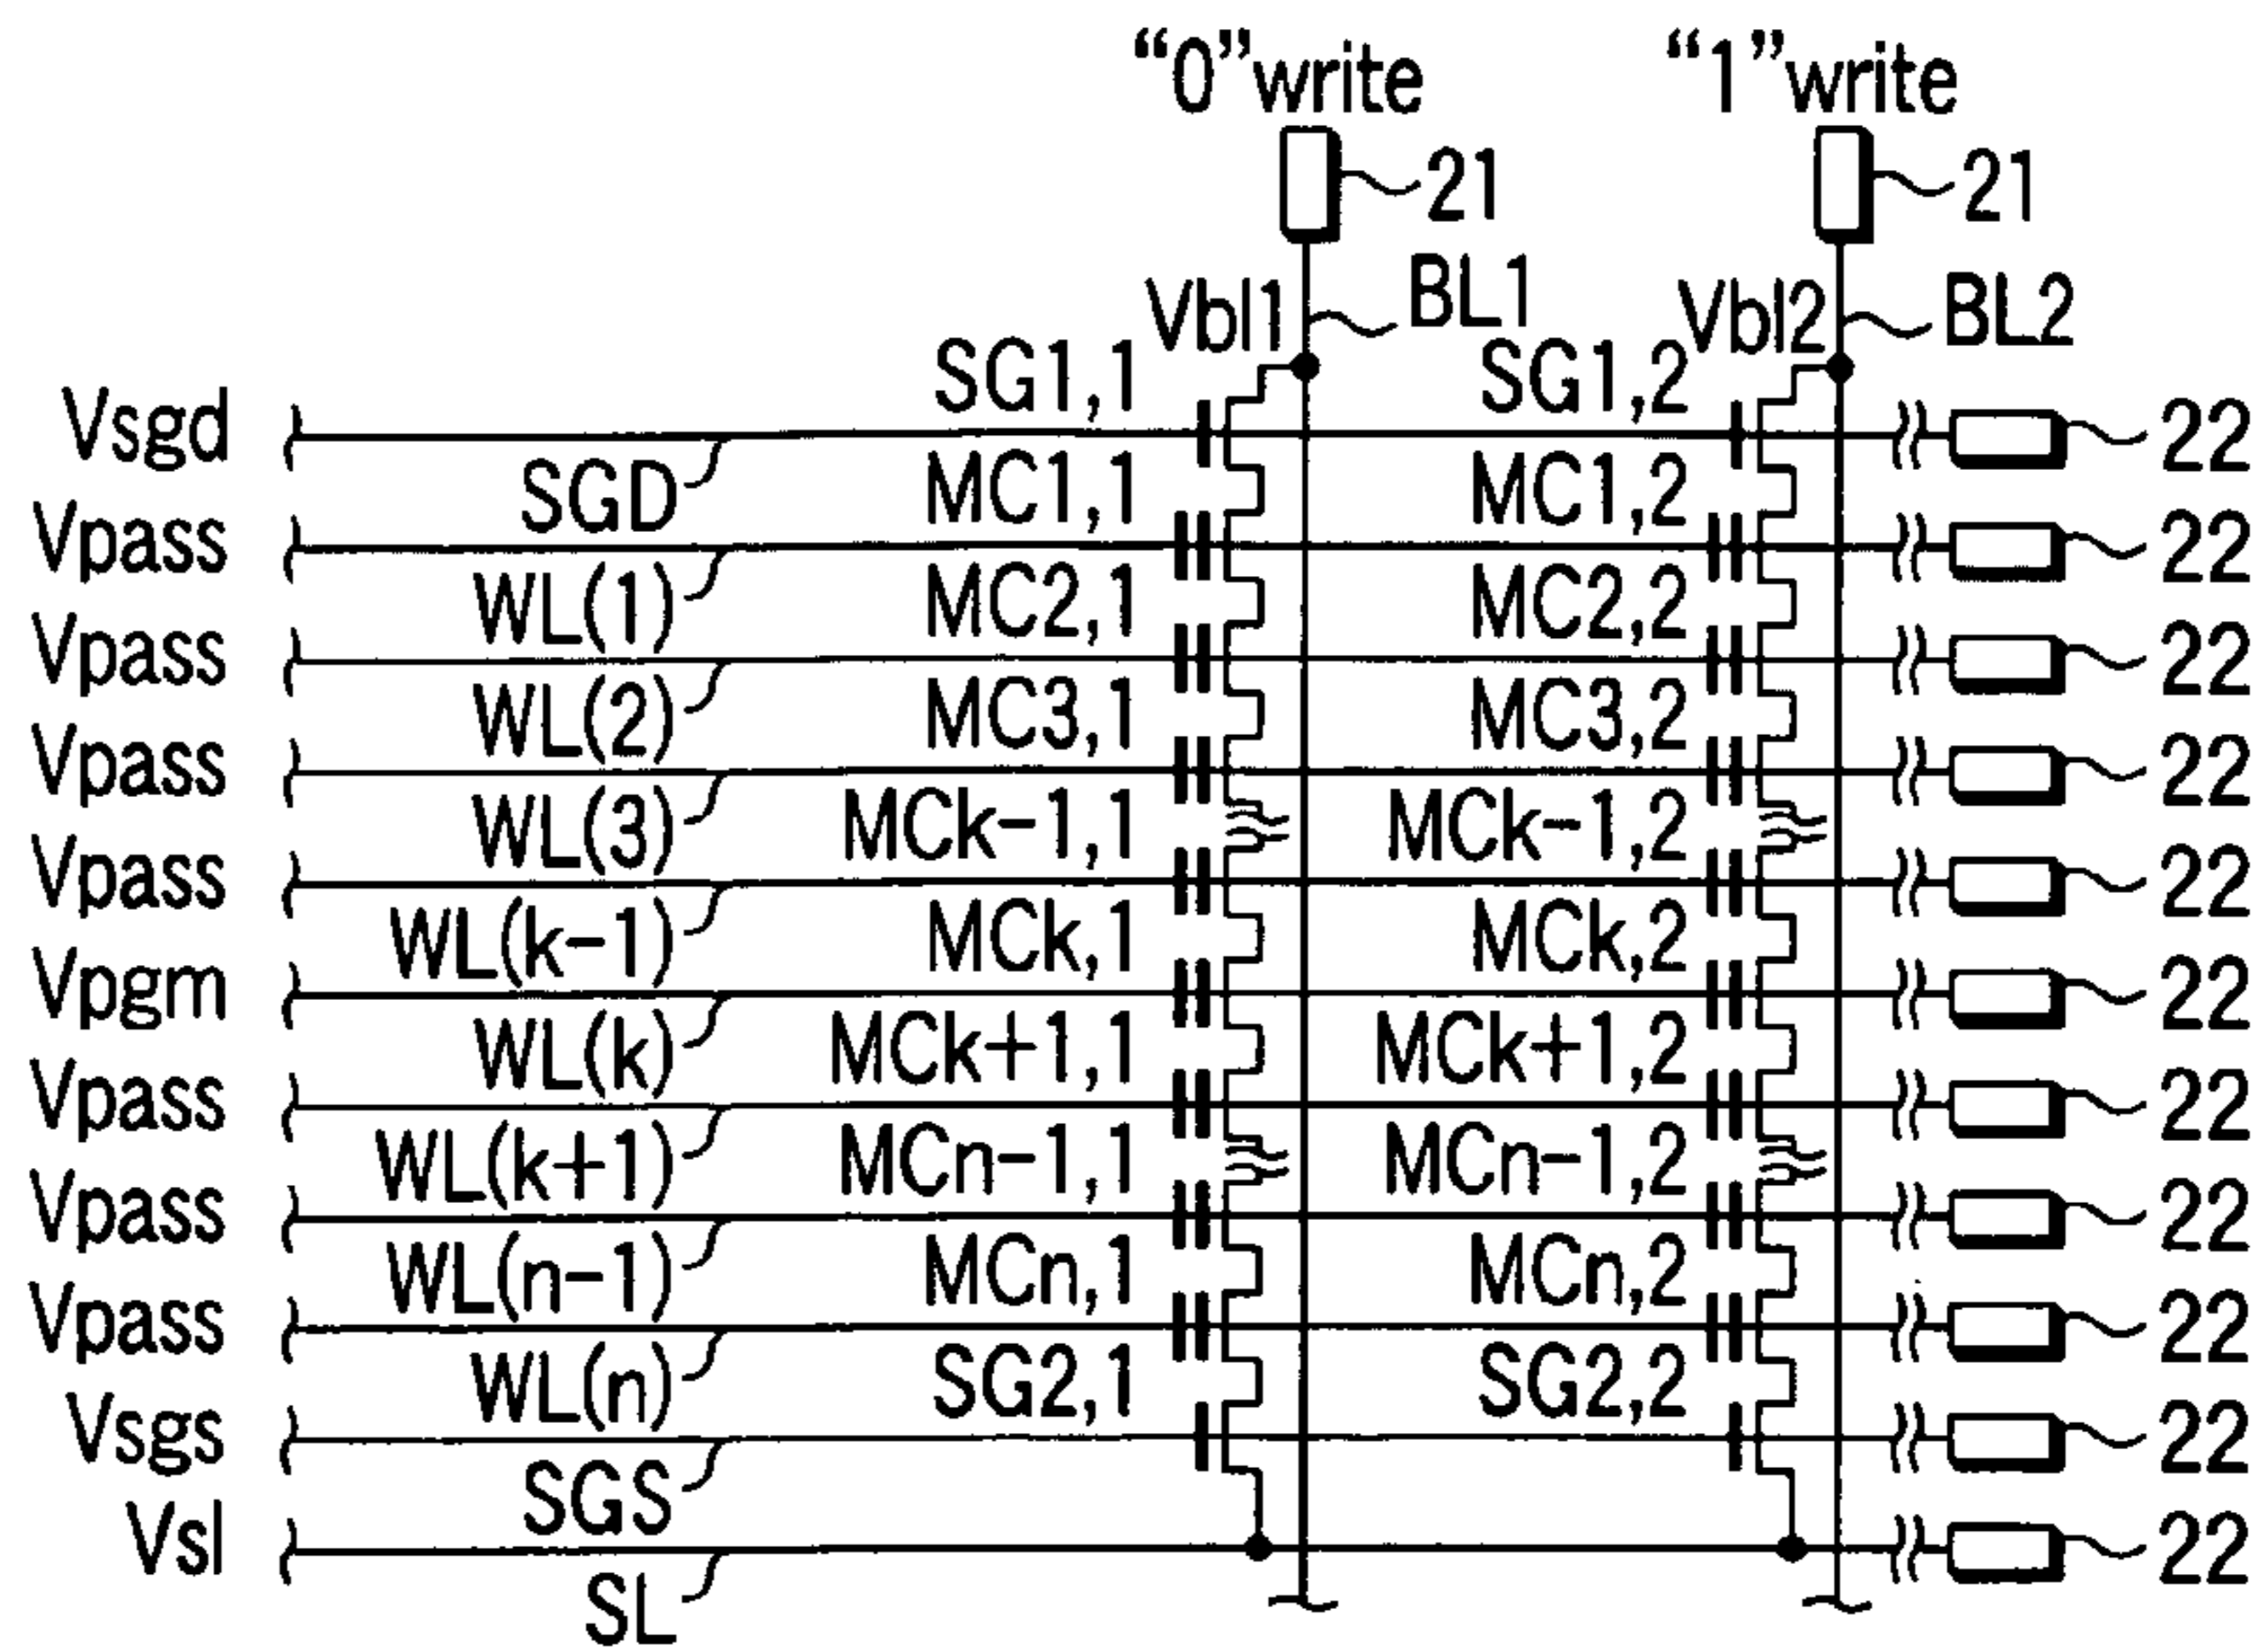 “0”write “1”write
21 21
Vbl1 BL1 Vbl2 BL2
SG1,1 SG1,2
Vsgd 22
SGD MC1,1 MC1,2
Vpass 22
WL(1) MC2,1 MC2,2
Vpass 22
WL(2) MC3,1 MC3,2
Vpass 22
WL(3) MCk-1,1 MCk-1,2
Vpass 22
WL(k-1) MCk,1 MCk,2
Vpgm 22
WL(k) MCk+1,1 MCk+1,2
Vpass 22
WL(k+1) MCn-1,1 MCn-1,2
Vpass 22
WL(n-1) MCn,1 MCn,2
Vpass 22
WL(n) SG2,1 SG2,2
Vsgs 22
SGS
Vsl 22
SL